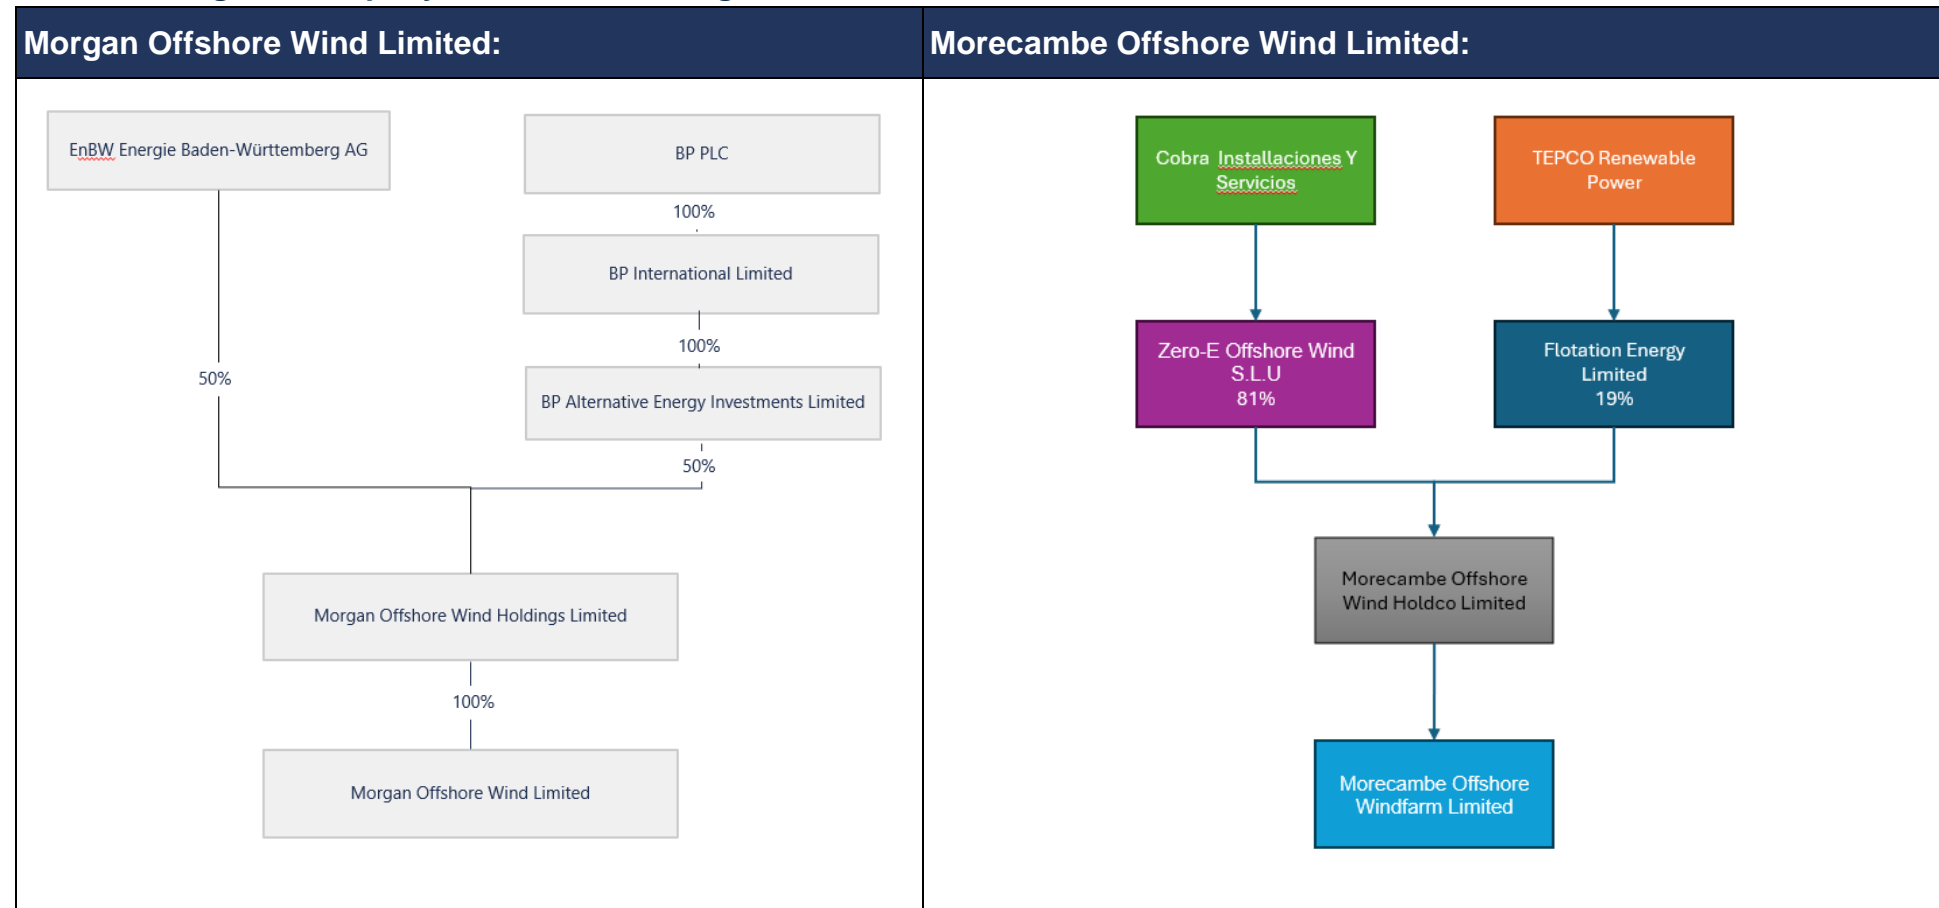 Morgan Offshore Wind Limited:
Morecambe Offshore Wind Limited:
EnBW Energie Baden-Württemberg AG
BP PLC
100%
BP International Limited
100%
BP Alternative Energy Investments Limited
50%
50%
Morgan Offshore Wind Holdings Limited
100%
Morgan Offshore Wind Limited
Cobra Installaciones Y
Servicios
TEPCO Renewable
Power
Zero-E Offshore Wind
S.L.U
81%
Flotation Energy
Limited
19%
Morecambe Offshore
Wind Holdco Limited
Morecambe Offshore
Windfarm Limited